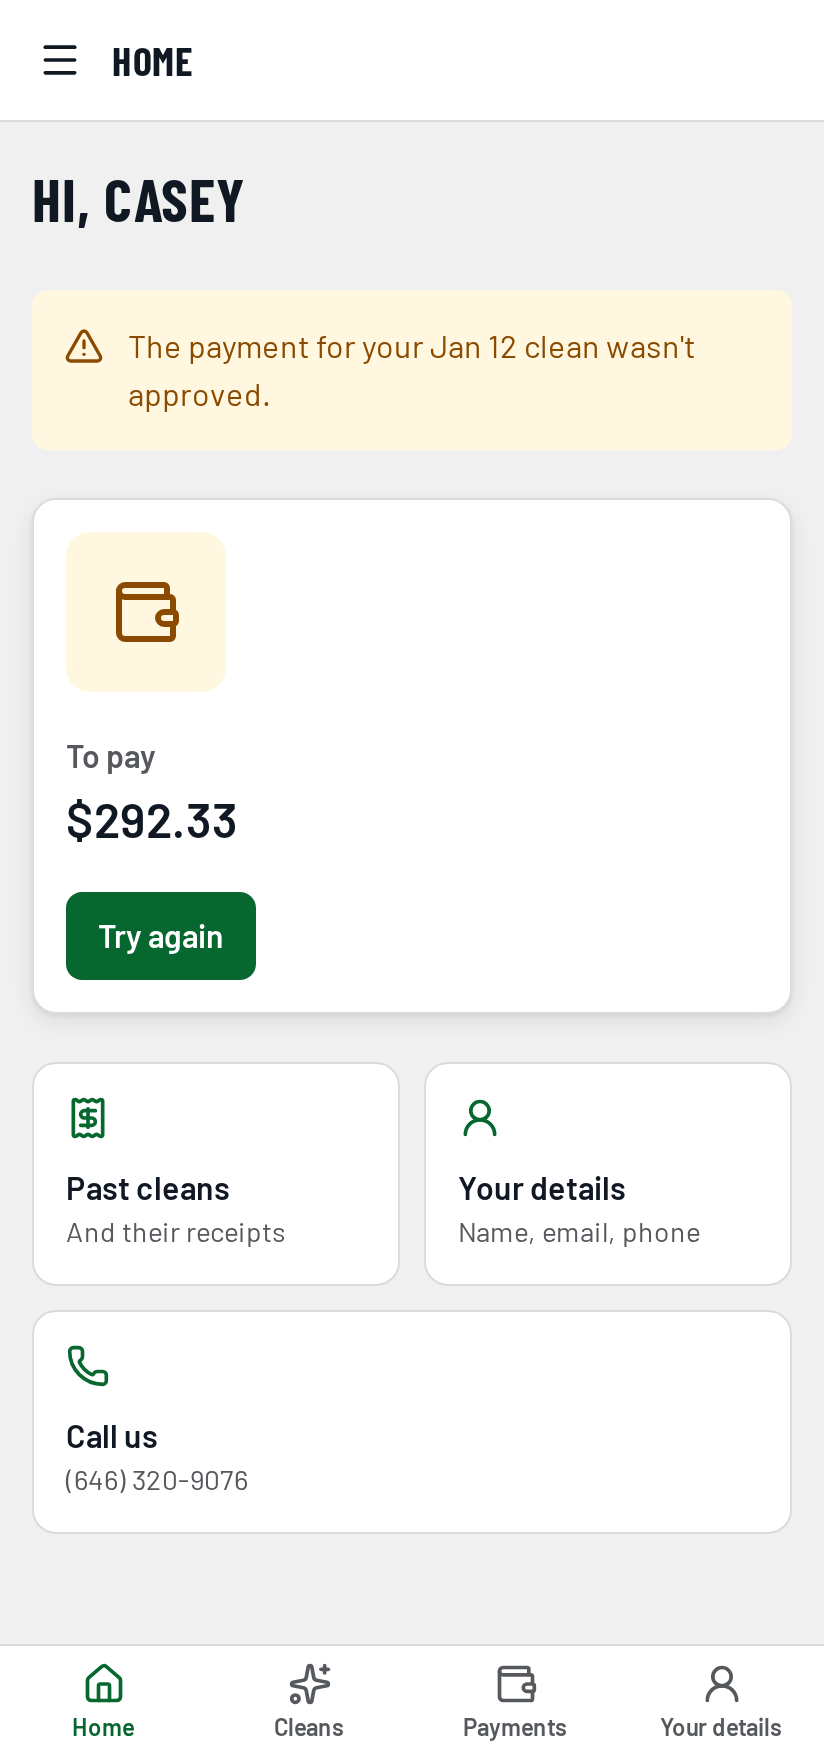 HOME
HI, CASEY
The payment for your Jan 12 clean wasn't
approved.
To pay
$292.33
Try again
Past cleans
And their receipts
Your details
Name, email, phone
Call us
(646) 320-9076
Home
Cleans
Payments
Your details